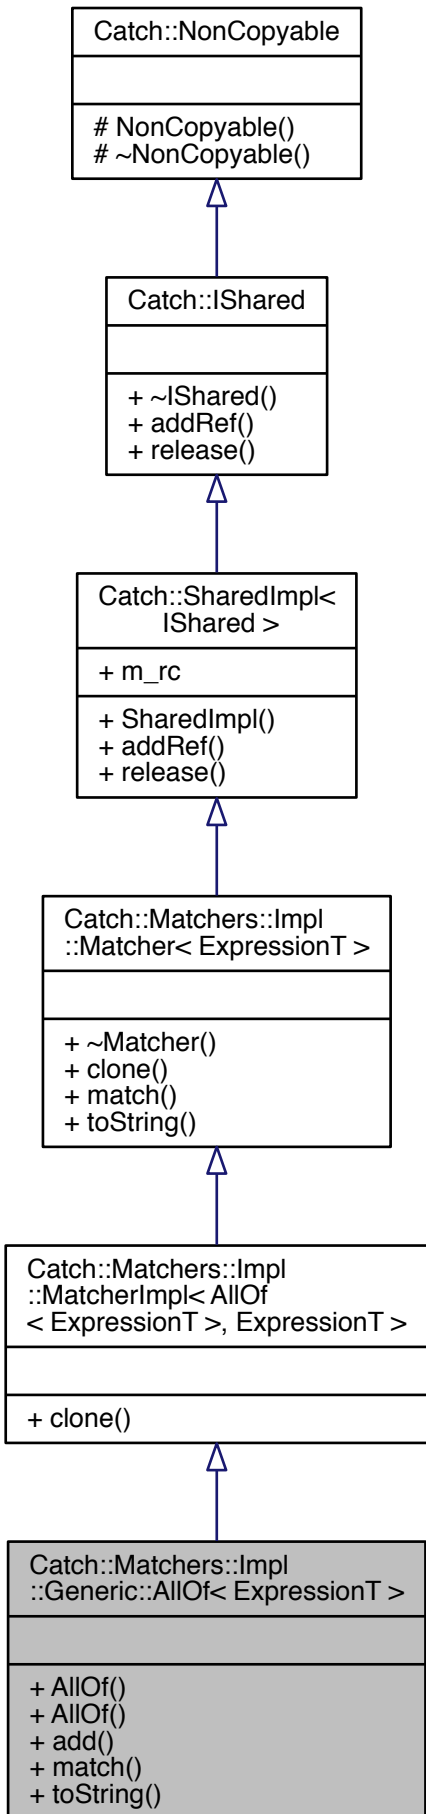 Catch::NonCopyable
# NonCopyable()
# ~NonCopyable()
Catch::IShared
+ ~IShared()
+ addRef()
+ release()
Catch::SharedImpl<
IShared >
+ m_rc
+ SharedImpl()
+ addRef()
+ release()
Catch::Matchers::Impl
::Matcher< ExpressionT >
+ ~Matcher()
+ clone()
+ match()
+ toString()
Catch::Matchers::Impl
::MatcherImpl< AllOf
< ExpressionT >, ExpressionT >
+ clone()
Catch::Matchers::Impl
::Generic::AllOf< ExpressionT >
+ AllOf()
+ AllOf()
+ add()
+ match()
+ toString()